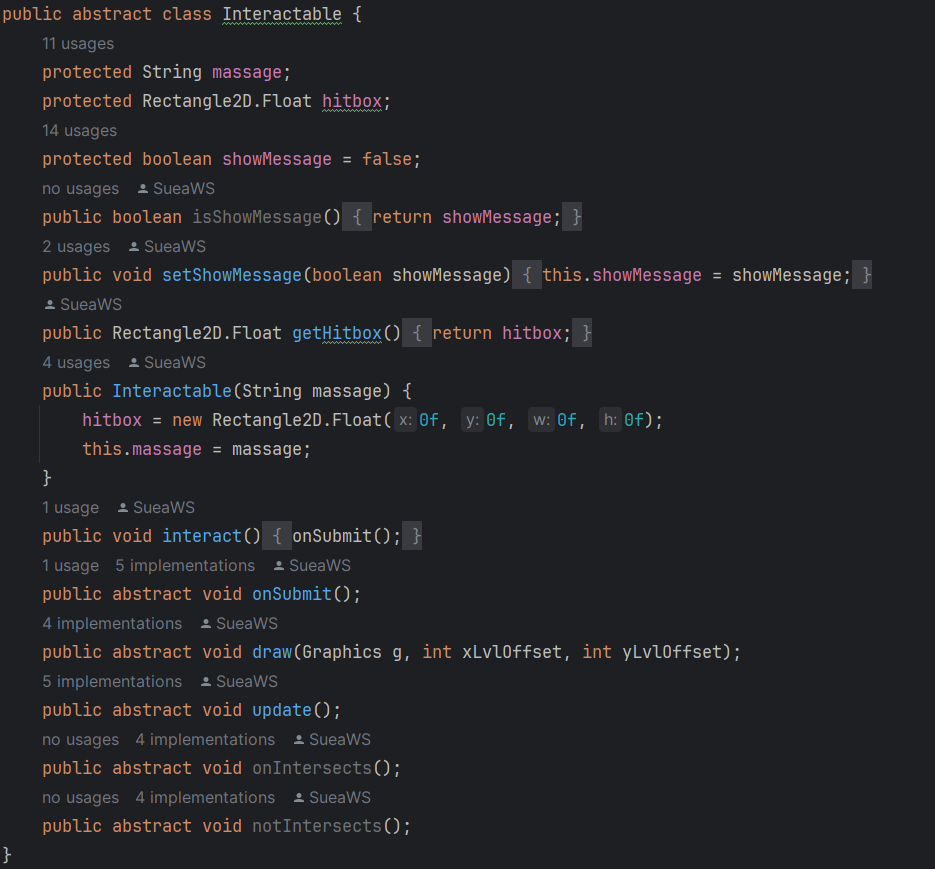 public abstract class Interactable {
11 usages
protected String massage;
protected Rectangle2D.Float hitbox;
14 usages
protected boolean showMessage = false;
no usages SueaWS
public boolean isShowMessage() { return showMessage; }
2 usages SueaWS
public void setShowMessage(boolean showMessage) { this.showMessage = showMessage; }
SueaWS
public Rectangle2D.Float getHitbox() { return hitbox; }
4 usages SueaWS
public Interactable(String massage) {
hitbox = new Rectangle2D.Float( x: 0f, y: 0f, w: 0f, h: 0f);
this.massage = massage;
}
1 usage SueaWS
public void interact() { onSubmit(); }
1 usage 5 implementations SueaWS
public abstract void onSubmit();
4 implementations SueaWS
public abstract void draw(Graphics g, int xLvlOffset, int yLvlOffset);
5 implementations SueaWS
public abstract void update();
no usages 4 implementations SueaWS
public abstract void onIntersects();
no usages 4 implementations SueaWS
public abstract void notIntersects();
}